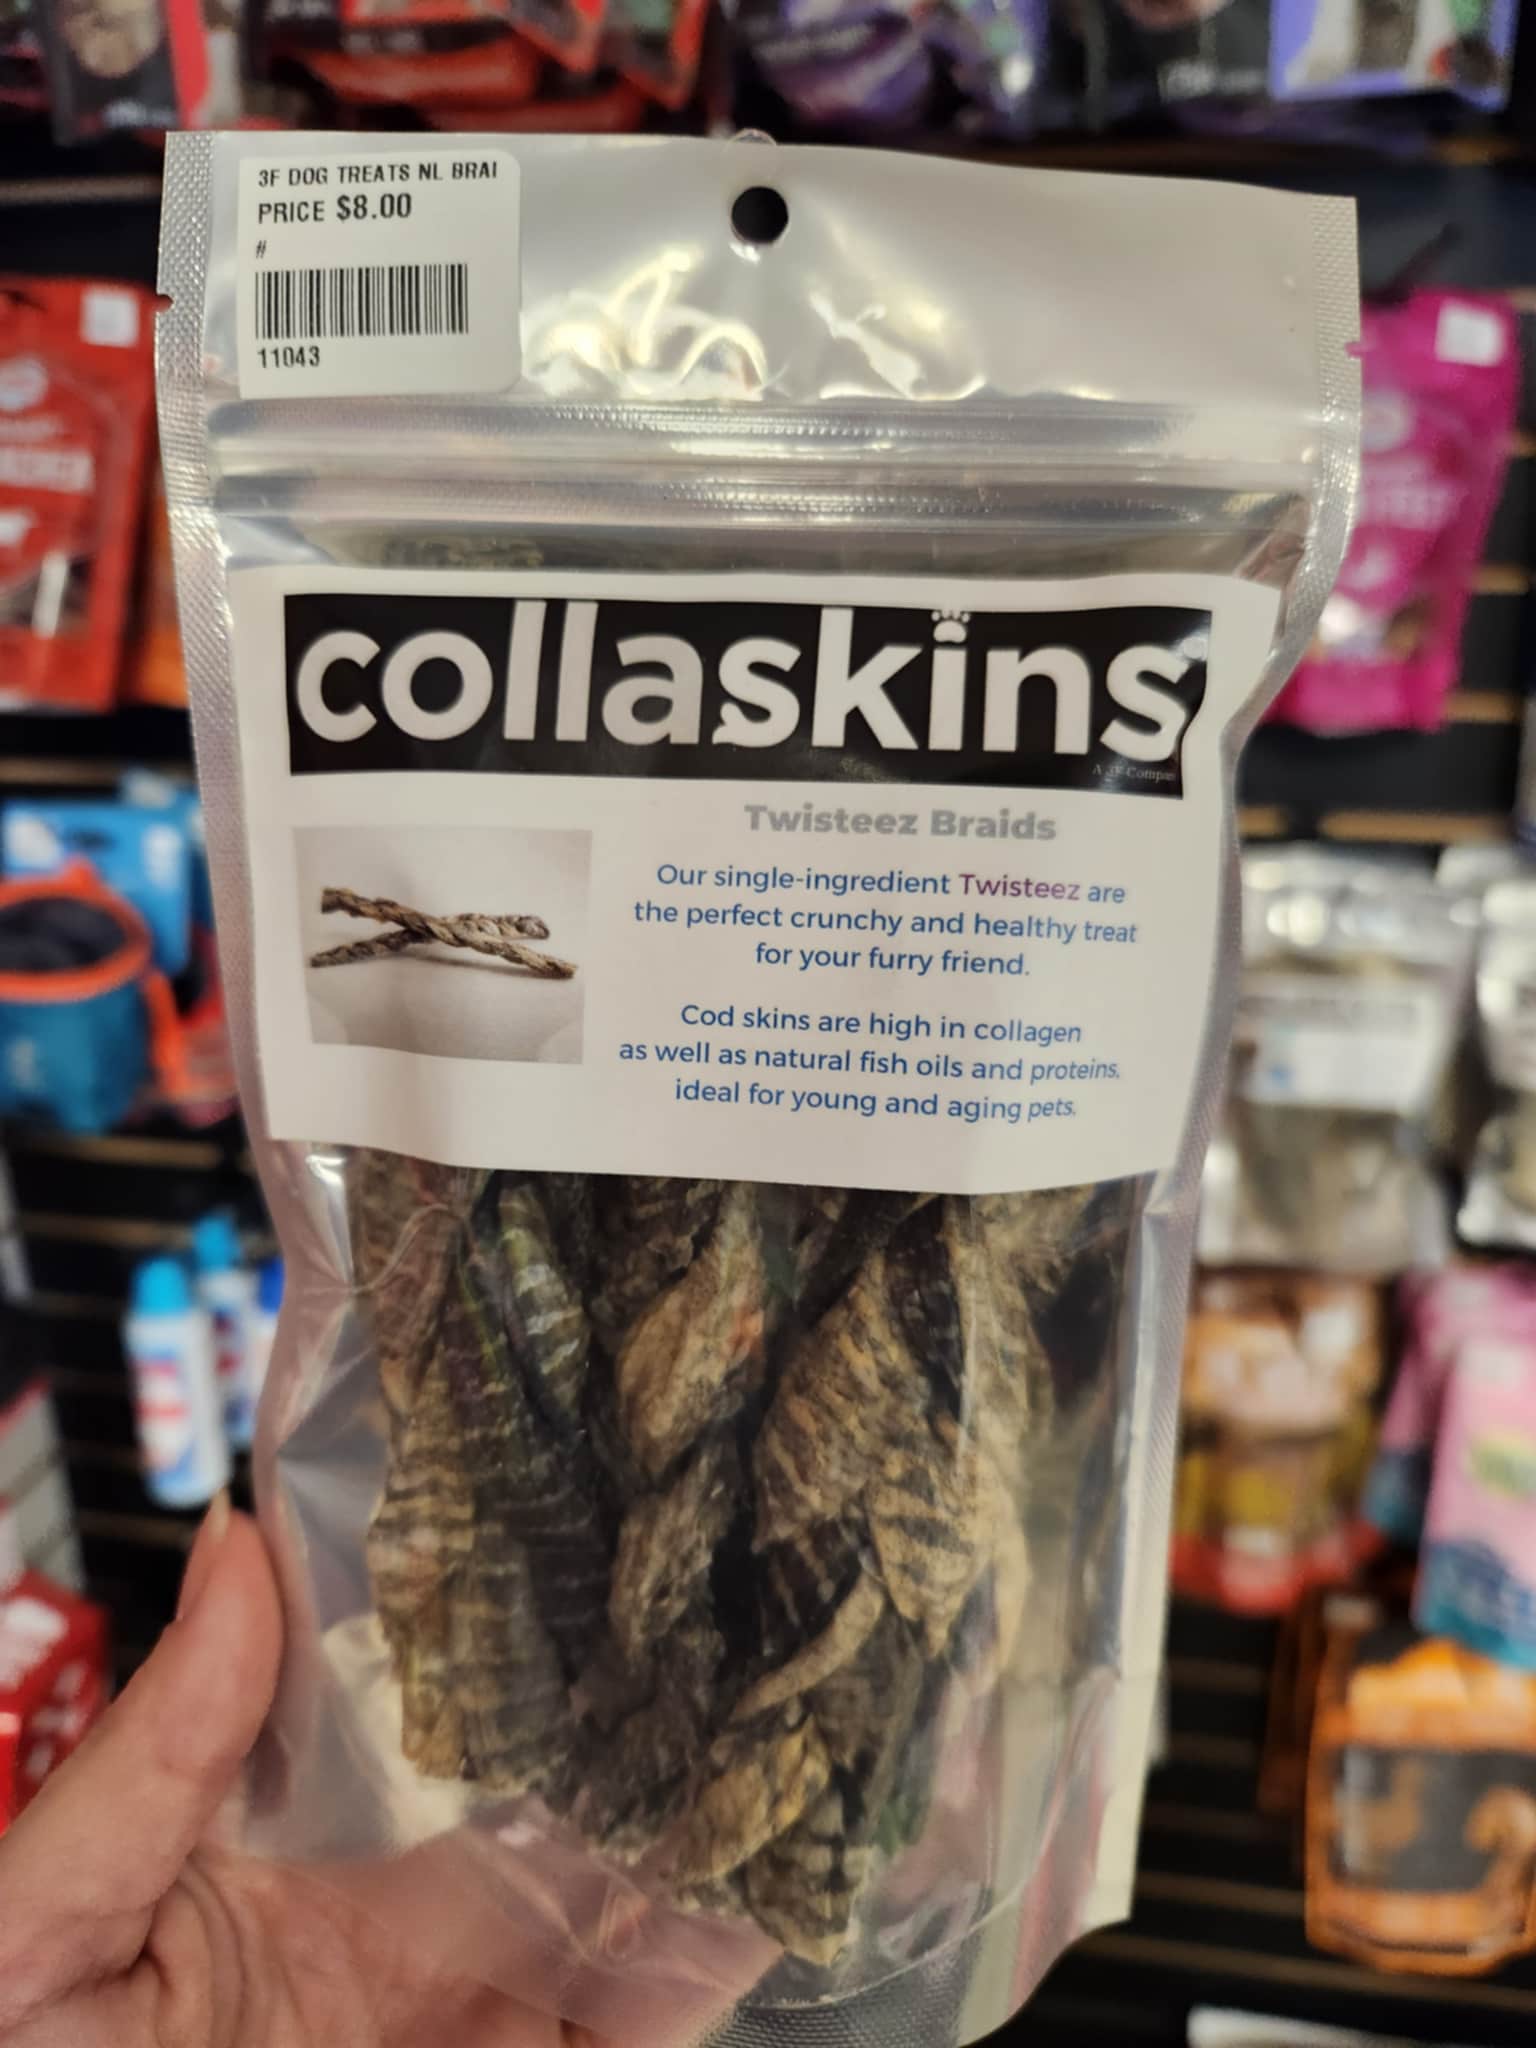 3F DOG TREATS NL BRAI
PRICE $8.00
#
11043
collaskins
A 3F Compan
Twisteez Braids
Our single-ingredient Twisteez are
the perfect crunchy and healthy treat
for your furry friend.
Cod skins are high in collagen
as well as natural fish oils and proteins,
ideal for young and aging pets.